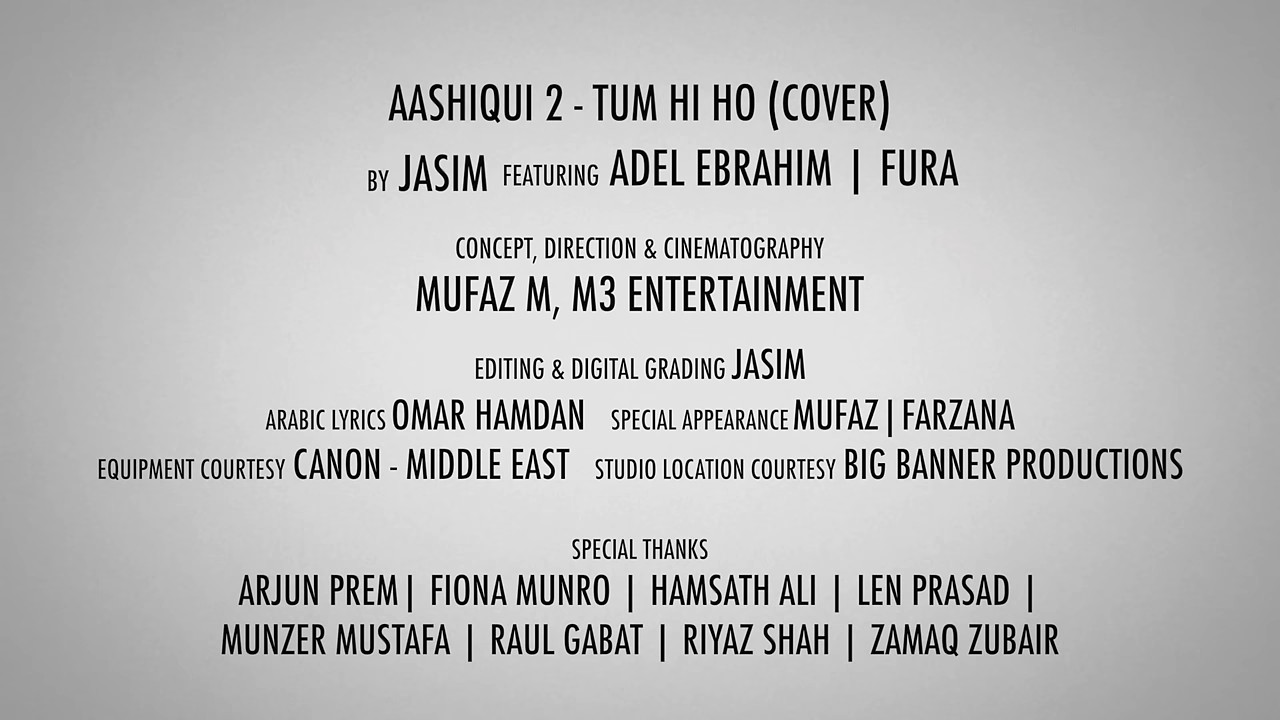 AASHIQUI 2 - TUM HI HO (COVER)
BY JASIM FEATURING ADEL EBRAHIM | FURA
CONCEPT, DIRECTION & CINEMATOGRAPHY
MUFAZ M, M3 ENTERTAINMENT
EDITING & DIGITAL GRADING JASIM
ARABIC LYRICS OMAR HAMDAN SPECIAL APPEARANCE MUFAZ | FARZANA
EQUIPMENT COURTESY CANON - MIDDLE EAST STUDIO LOCATION COURTESY BIG BANNER PRODUCTIONS
SPECIAL THANKS
ARJUN PREM | FIONA MUNRO | HAMSATH ALI | LEN PRASAD |
MUNZER MUSTAFA | RAUL GABAT | RIYAZ SHAH | ZAMAQ ZUBAIR